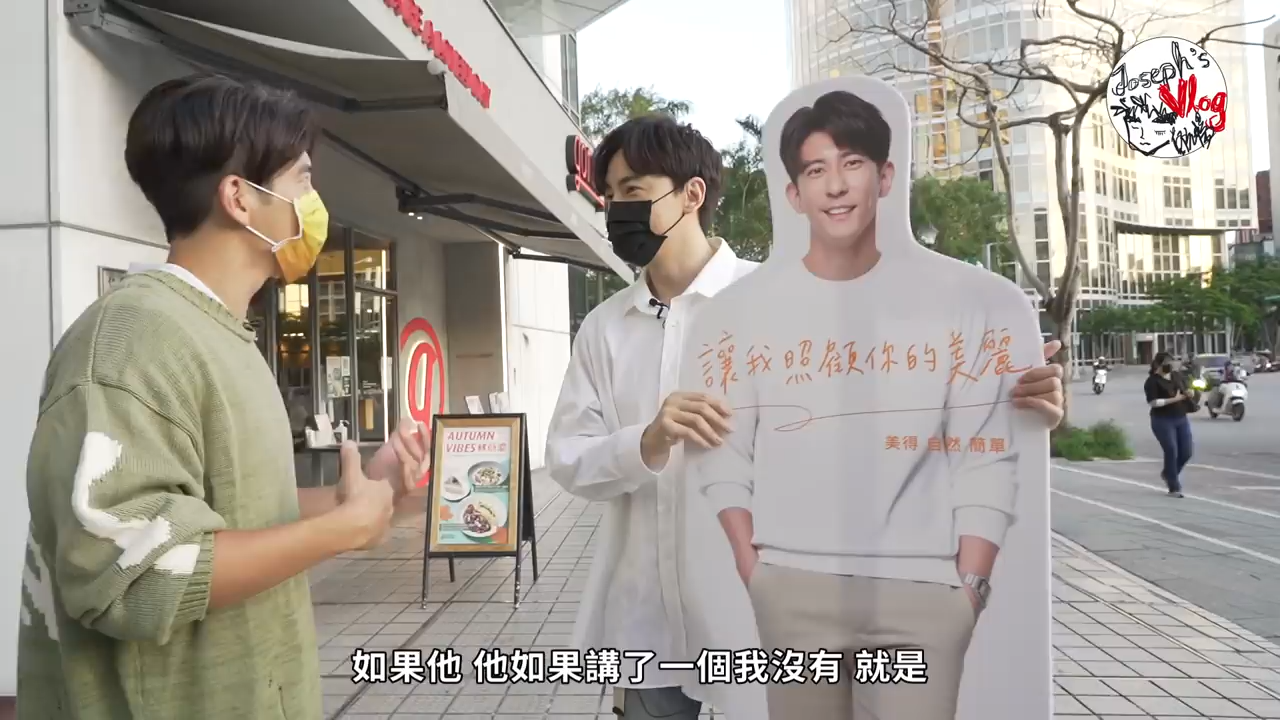 Joseph's
Vlog
讓我照顧你的美麗
美得 自然 簡單
AUTUMN
VIBES
如果他 他如果講了一個我沒有 就是